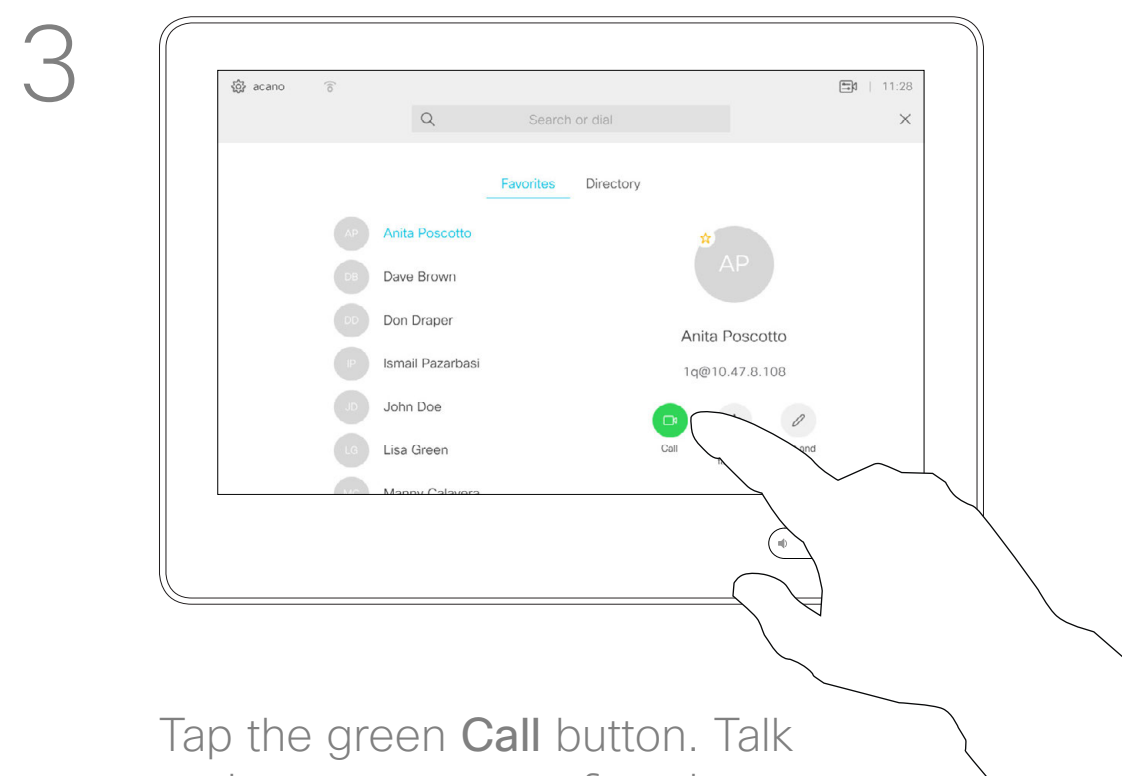 3
acano
11:28
Search or dial
Favorites Directory
AP Anita Poscotto
DB Dave Brown
DD Don Draper
IP Ismail Pazarbasi
JD John Doe
LG Lisa Green
Manny Calavera
AP
Anita Poscotto
1q@10.47.8.108
Call
Tap the green Call button. Talk